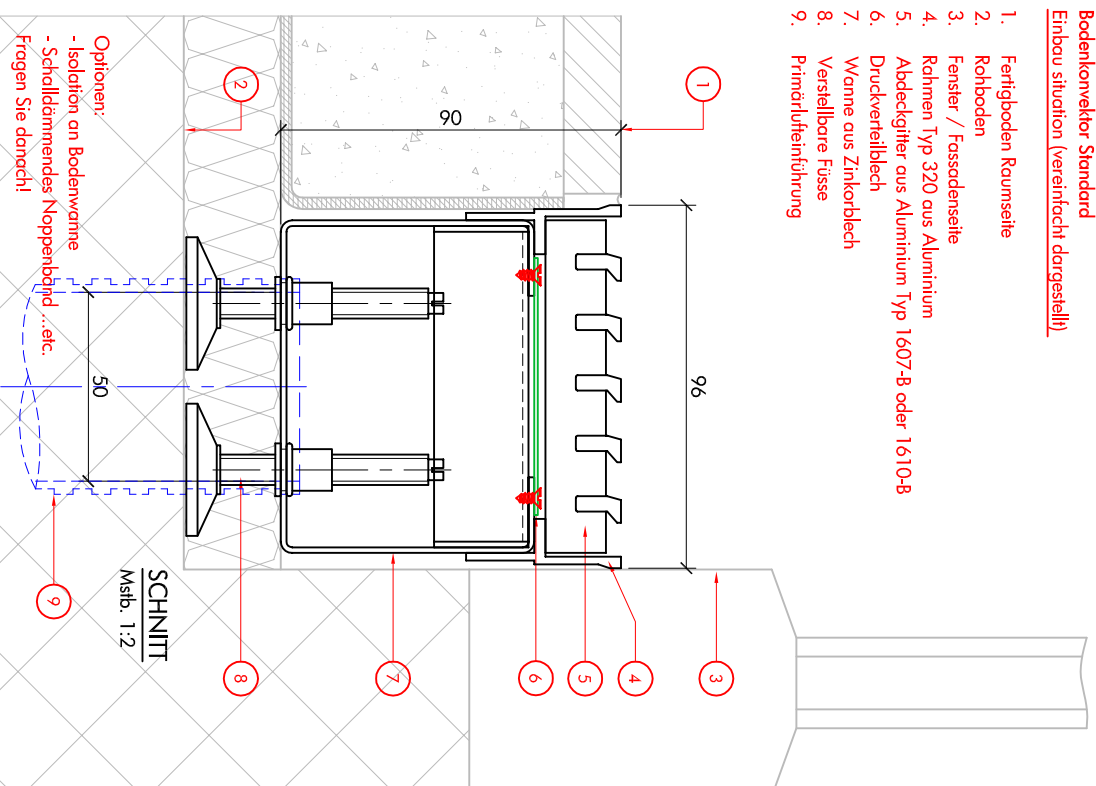 Bodenkonvektor Standard
Einbau situation (vereinfacht dargestellt)
1. Fertigboden Raumseite
2. Rohboden
3. Fenster / Fassadenseite
4. Rahmen Typ 320 aus Aluminium
5. Abdeckgitter aus Aluminium Typ 1607-B oder 1610-B
6. Druckverteilblech
7. Wanne aus Zinkorblech
8. Verstellbare Füsse
9. Primärlufteinführung
1
2
90
96
50
3
4
5
6
7
8
9
SCHNITT
Mstb. 1:2
Optionen:
- Isolation an Bodenwanne
- Schalldämmendes Noppenband ...etc.
Fragen Sie danach!